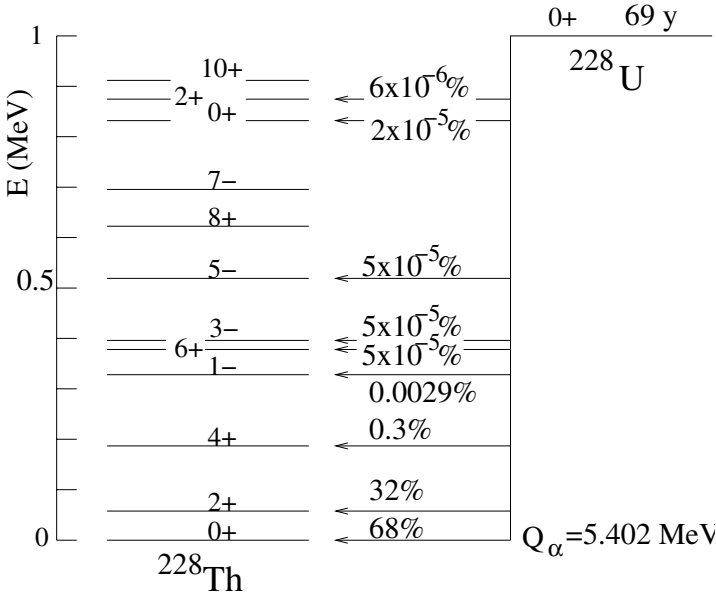 0+ 69 y
1
²²⁸U
10+
2+
6x10⁻⁶%
0+
2x10⁻⁵%
E (MeV)
7−
8+
5−
5x10⁻⁵%
0.5
3−
5x10⁻⁵%
6+
5x10⁻⁵%
1−
0.0029%
4+
0.3%
2+
32%
0+
68%
0
Q_α=5.402 MeV
²²⁸Th